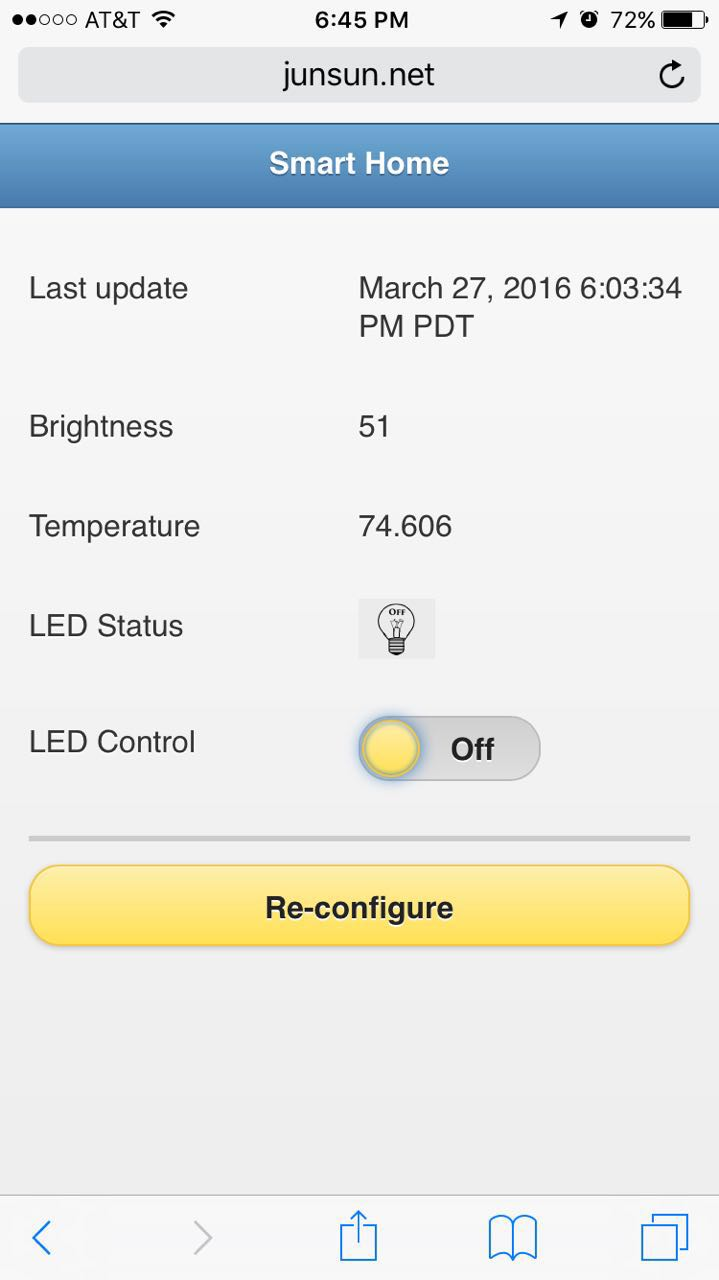 AT&T 6:45 PM 72%
junsun.net
Smart Home
Last update March 27, 2016 6:03:34
PM PDT
Brightness 51
Temperature 74.606
LED Status OFF
LED Control Off
Re-configure